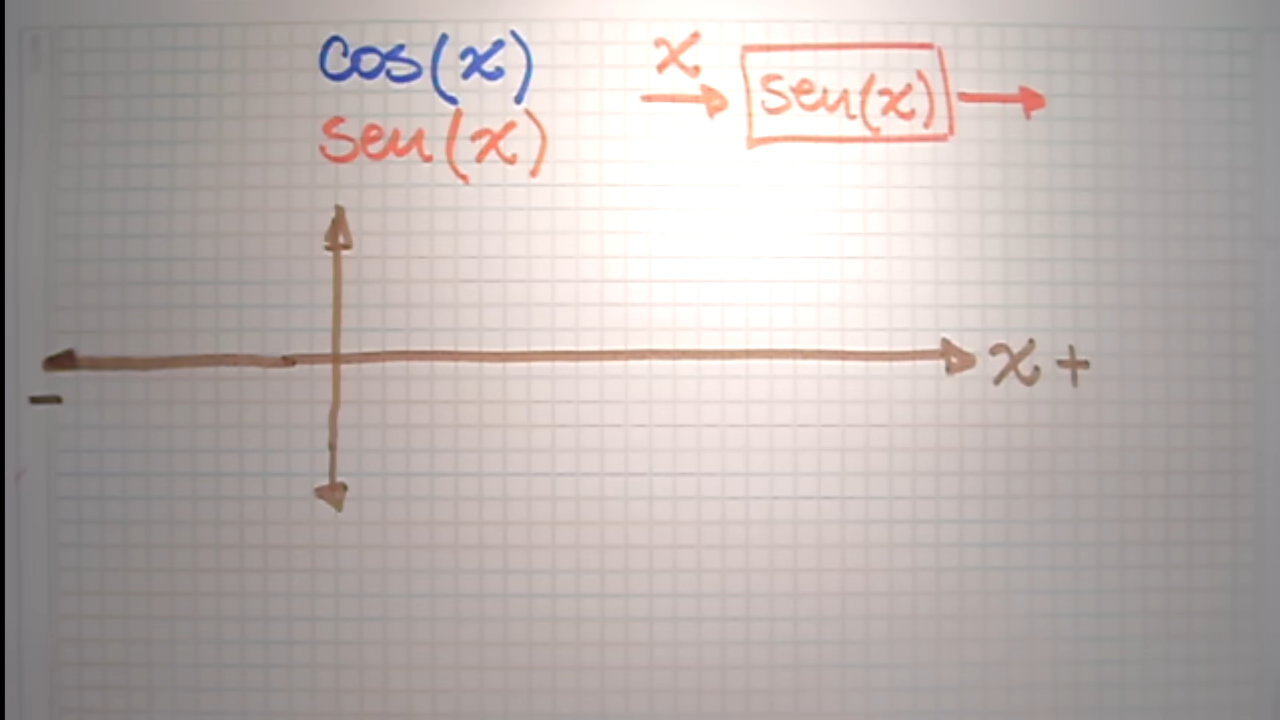 cos(x)
x
sen(x)
sen(x)
x +
-